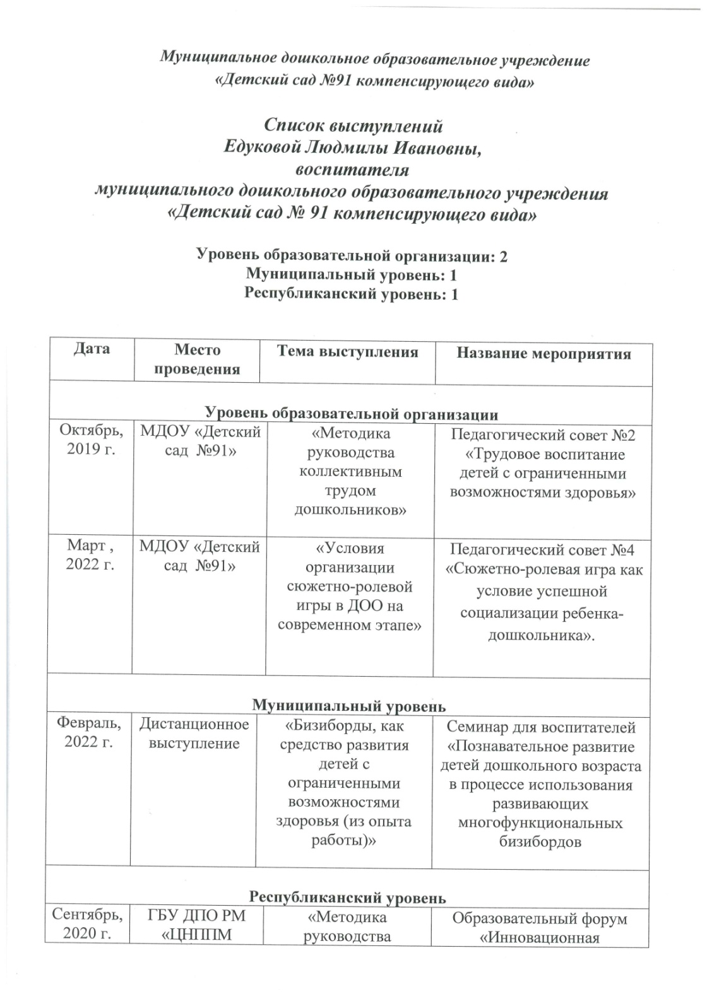 Муниципальное дошкольное образовательное учреждение
«Детский сад №91 компенсирующего вида»
Список выступлений
Едуковой Людмилы Ивановны,
воспитателя
муниципального дошкольного образовательного учреждения
«Детский сад № 91 компенсирующего вида»
Уровень образовательной организации: 2
Муниципальный уровень: 1
Республиканский уровень: 1
Дата
Место
проведения
Тема выступления
Название мероприятия
Уровень образовательной организации
Октябрь,
2019 г.
МДОУ «Детский
сад №91»
«Методика
руководства
коллективным
трудом
дошкольников»
Педагогический совет №2
«Трудовое воспитание
детей с ограниченными
возможностями здоровья»
Март ,
2022 г.
МДОУ «Детский
сад №91»
«Условия
организации
сюжетно-ролевой
игры в ДОО на
современном этапе»
Педагогический совет №4
«Сюжетно-ролевая игра как
условие успешной
социализации ребенка-
дошкольника».
Муниципальный уровень
Февраль,
2022 г.
Дистанционное
выступление
«Бизиборды, как
средство развития
детей с
ограниченными
возможностями
здоровья (из опыта
работы)»
Семинар для воспитателей
«Познавательное развитие
детей дошкольного возраста
в процессе использования
развивающих
многофункциональных
бизибордов
Республиканский уровень
Сентябрь,
2020 г.
ГБУ ДПО РМ
«ЦНППМ
«Методика
руководства
Образовательный форум
«Инновационная